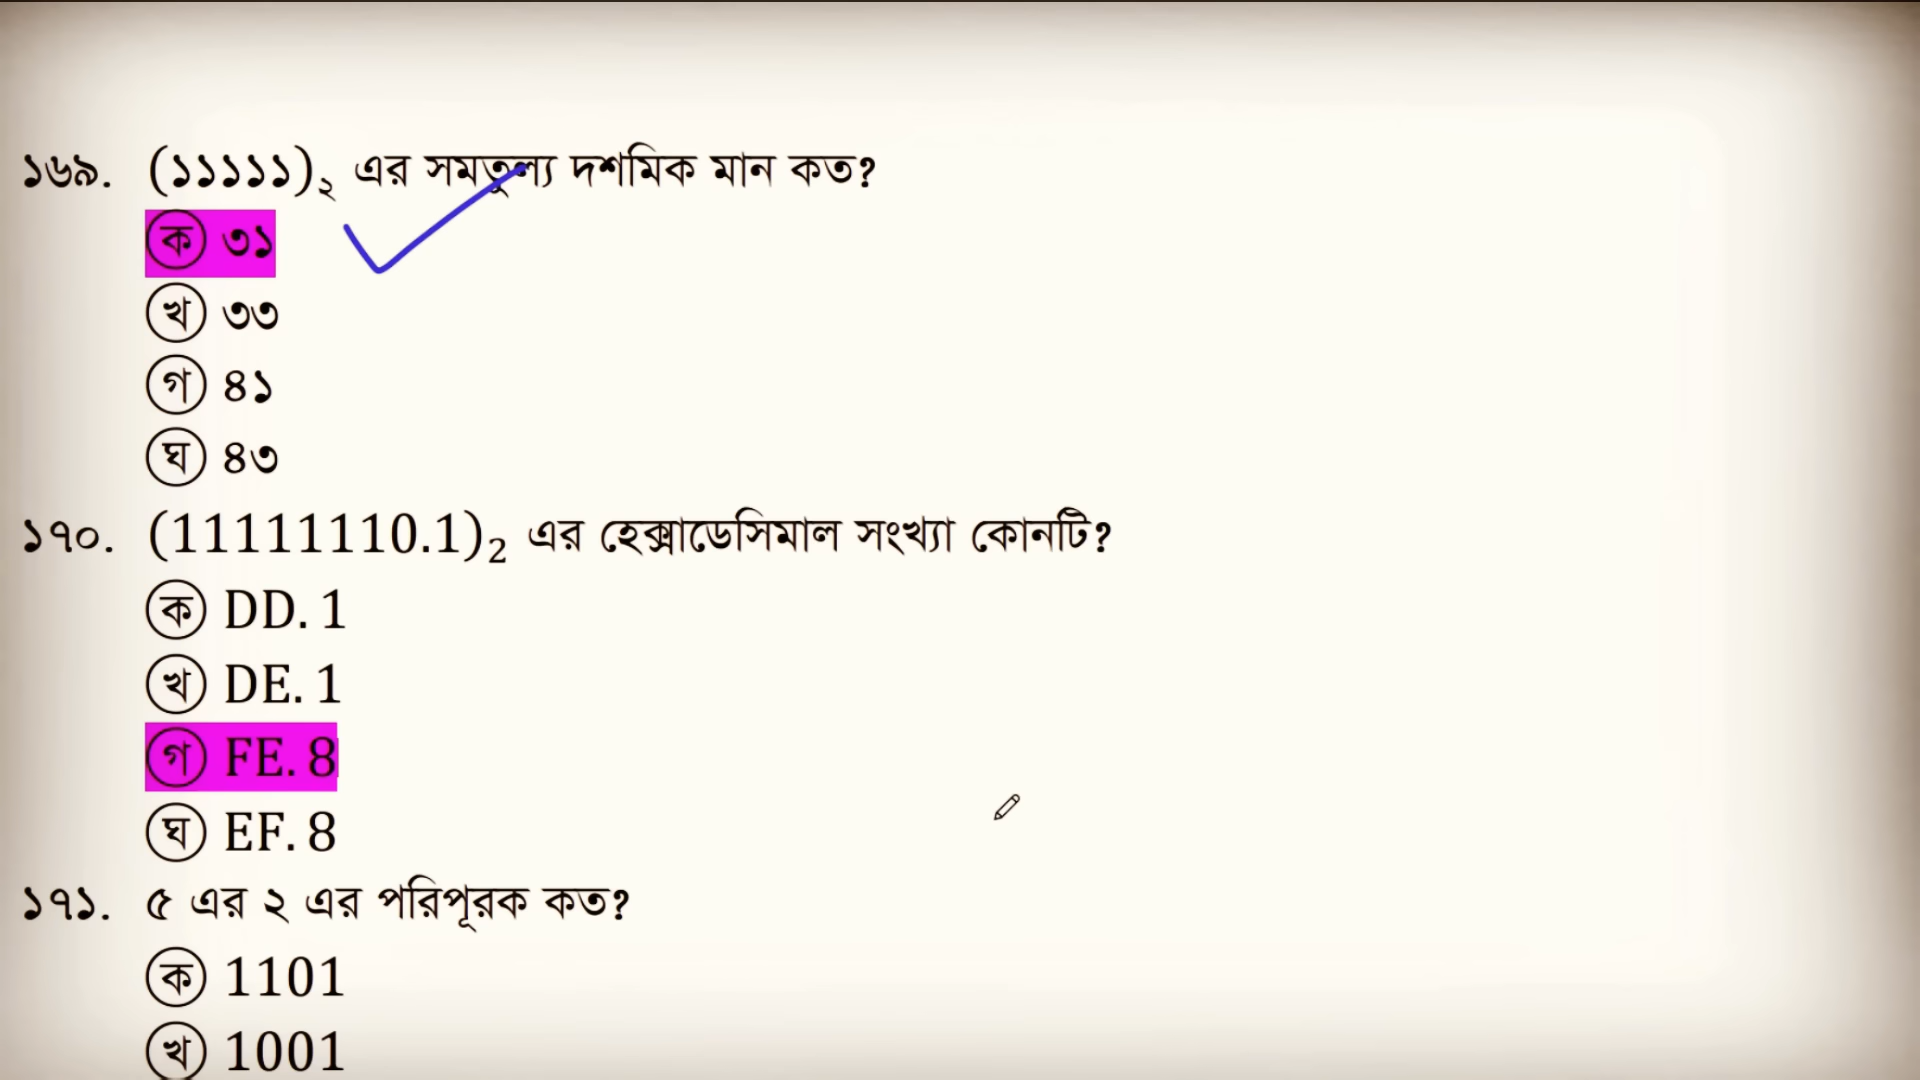 ১৬৯. (১১১১১)₂ এর সমতুল্য দশমিক মান কত?
ক ৩১
খ ৩৩
গ ৪১
ঘ ৪৩
১৭০. (11111110.1)₂ এর হেক্সাডেসিমাল সংখ্যা কোনটি?
ক DD. 1
খ DE. 1
গ FE. 8
ঘ EF. 8
১৭১. ৫ এর ২ এর পরিপূরক কত?
ক 1101
খ 1001